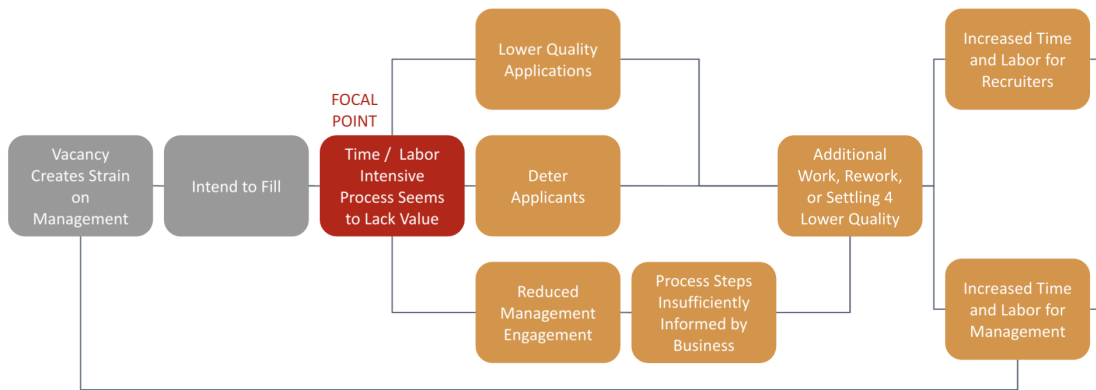 Vacancy
Creates Strain
on
Management
Intend to Fill
FOCAL
POINT
Time /  Labor
Intensive
Process Seems
to Lack Value
Lower Quality
Applications
Deter
Applicants
Reduced
Management
Engagement
Process Steps
Insufficiently
Informed by
Business
Additional
Work, Rework,
or Settling 4
Lower Quality
Increased Time
and Labor for
Recruiters
Increased Time
and Labor for
Management